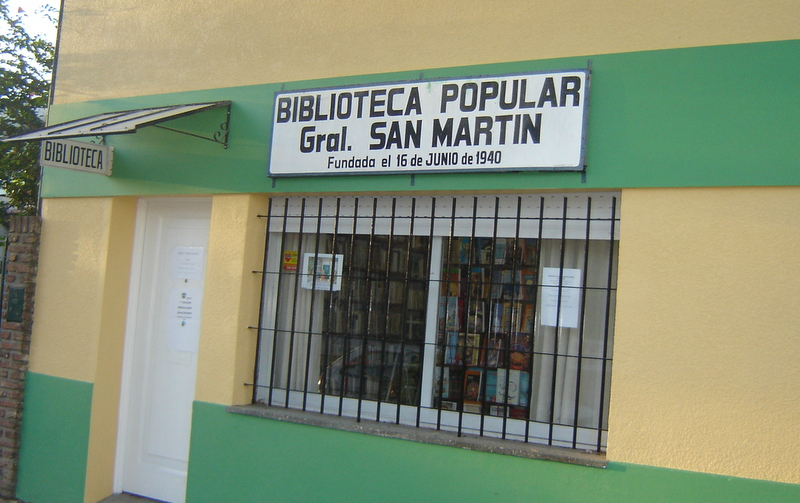 BIBLIOTECA POPULAR
Gral. SAN MARTIN
Fundada el 16 de JUNIO de 1940
BIBLIOTECA